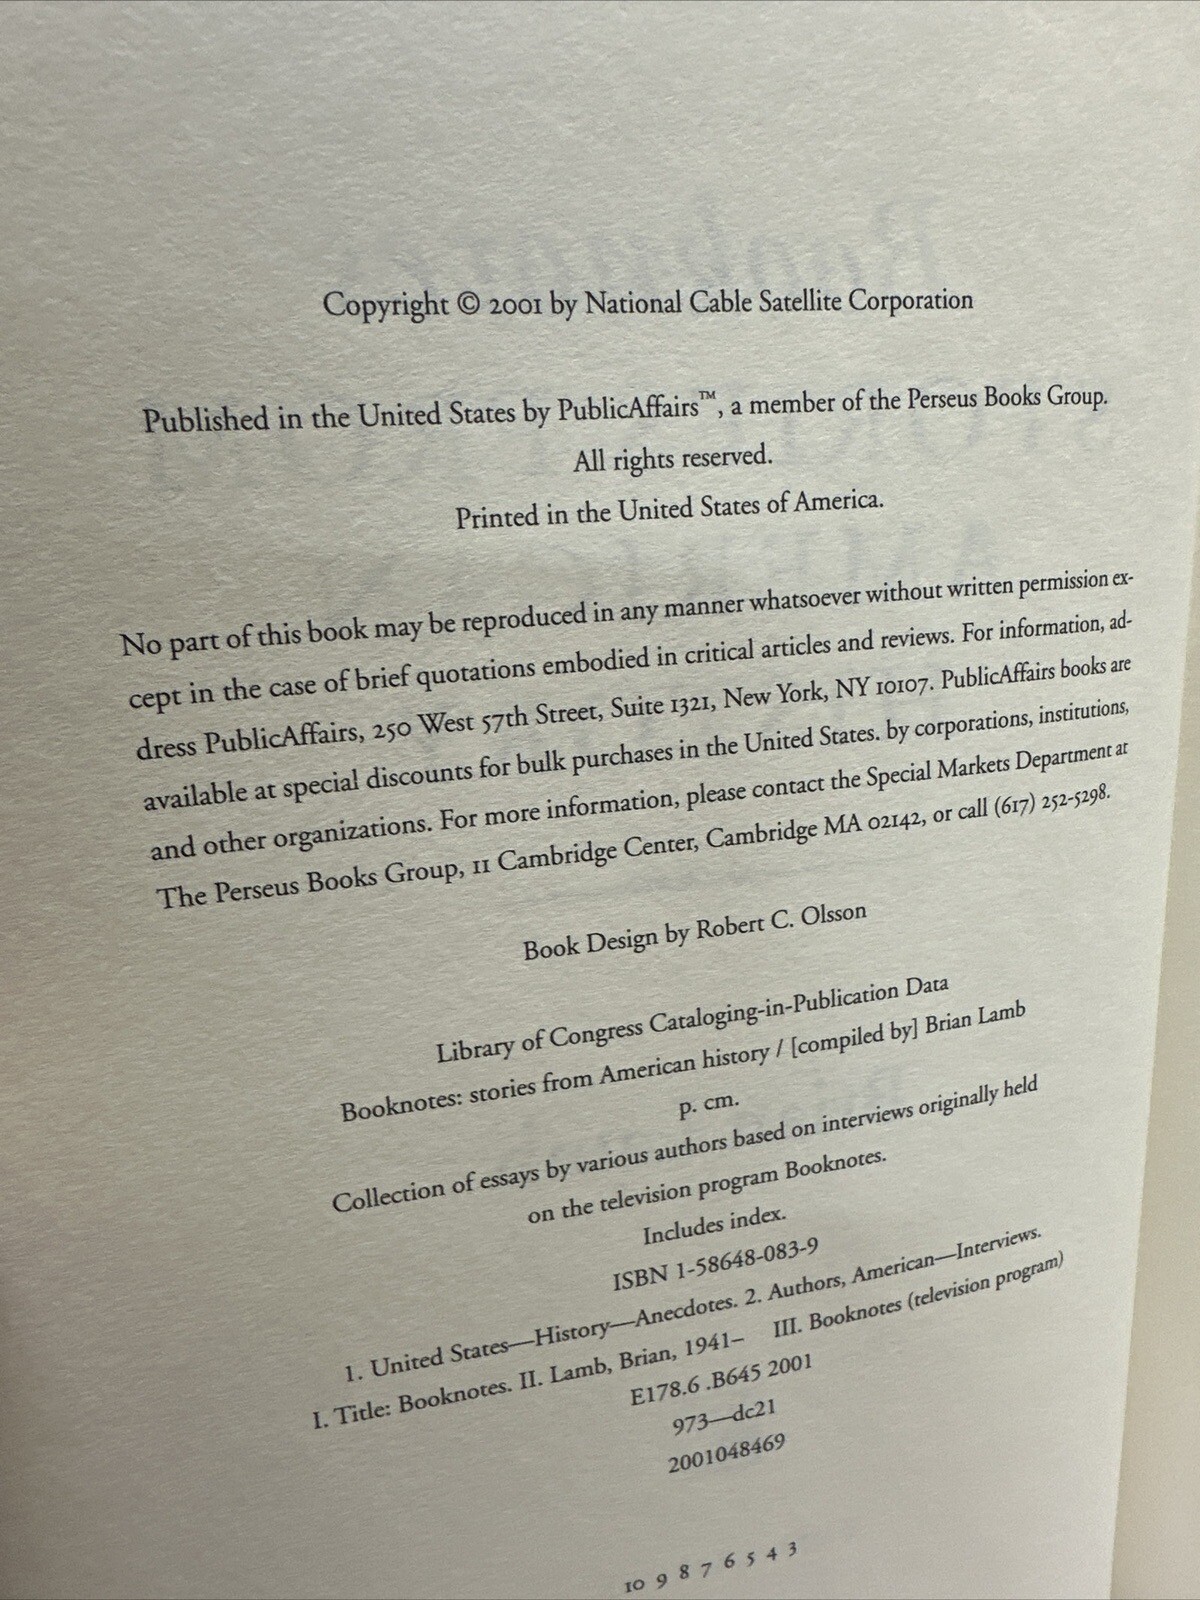 Copyright © 2001 by National Cable Satellite Corporation
Published in the United States by PublicAffairs™, a member of the Perseus Books Group.
All rights reserved.
Printed in the United States of America.
No part of this book may be reproduced in any manner whatsoever without written permission ex-
cept in the case of brief quotations embodied in critical articles and reviews. For information, ad-
dress PublicAffairs, 250 West 57th Street, Suite 1321, New York, NY 10107. PublicAffairs books are
available at special discounts for bulk purchases in the United States. by corporations, institutions,
and other organizations. For more information, please contact the Special Markets Department at
The Perseus Books Group, 11 Cambridge Center, Cambridge MA 02142, or call (617) 252-5298.
Book Design by Robert C. Olsson
Library of Congress Cataloging-in-Publication Data
Booknotes: stories from American history / [compiled by] Brian Lamb
p. cm.
Collection of essays by various authors based on interviews originally held
on the television program Booknotes.
Includes index.
ISBN 1-58648-083-9
1. United States—History—Anecdotes. 2. Authors, American—Interviews.
I. Title: Booknotes. II. Lamb, Brian, 1941– III. Booknotes (television program)
E178.6 .B645 2001
973—dc21
2001048469
10 9 8 7 6 5 4 3